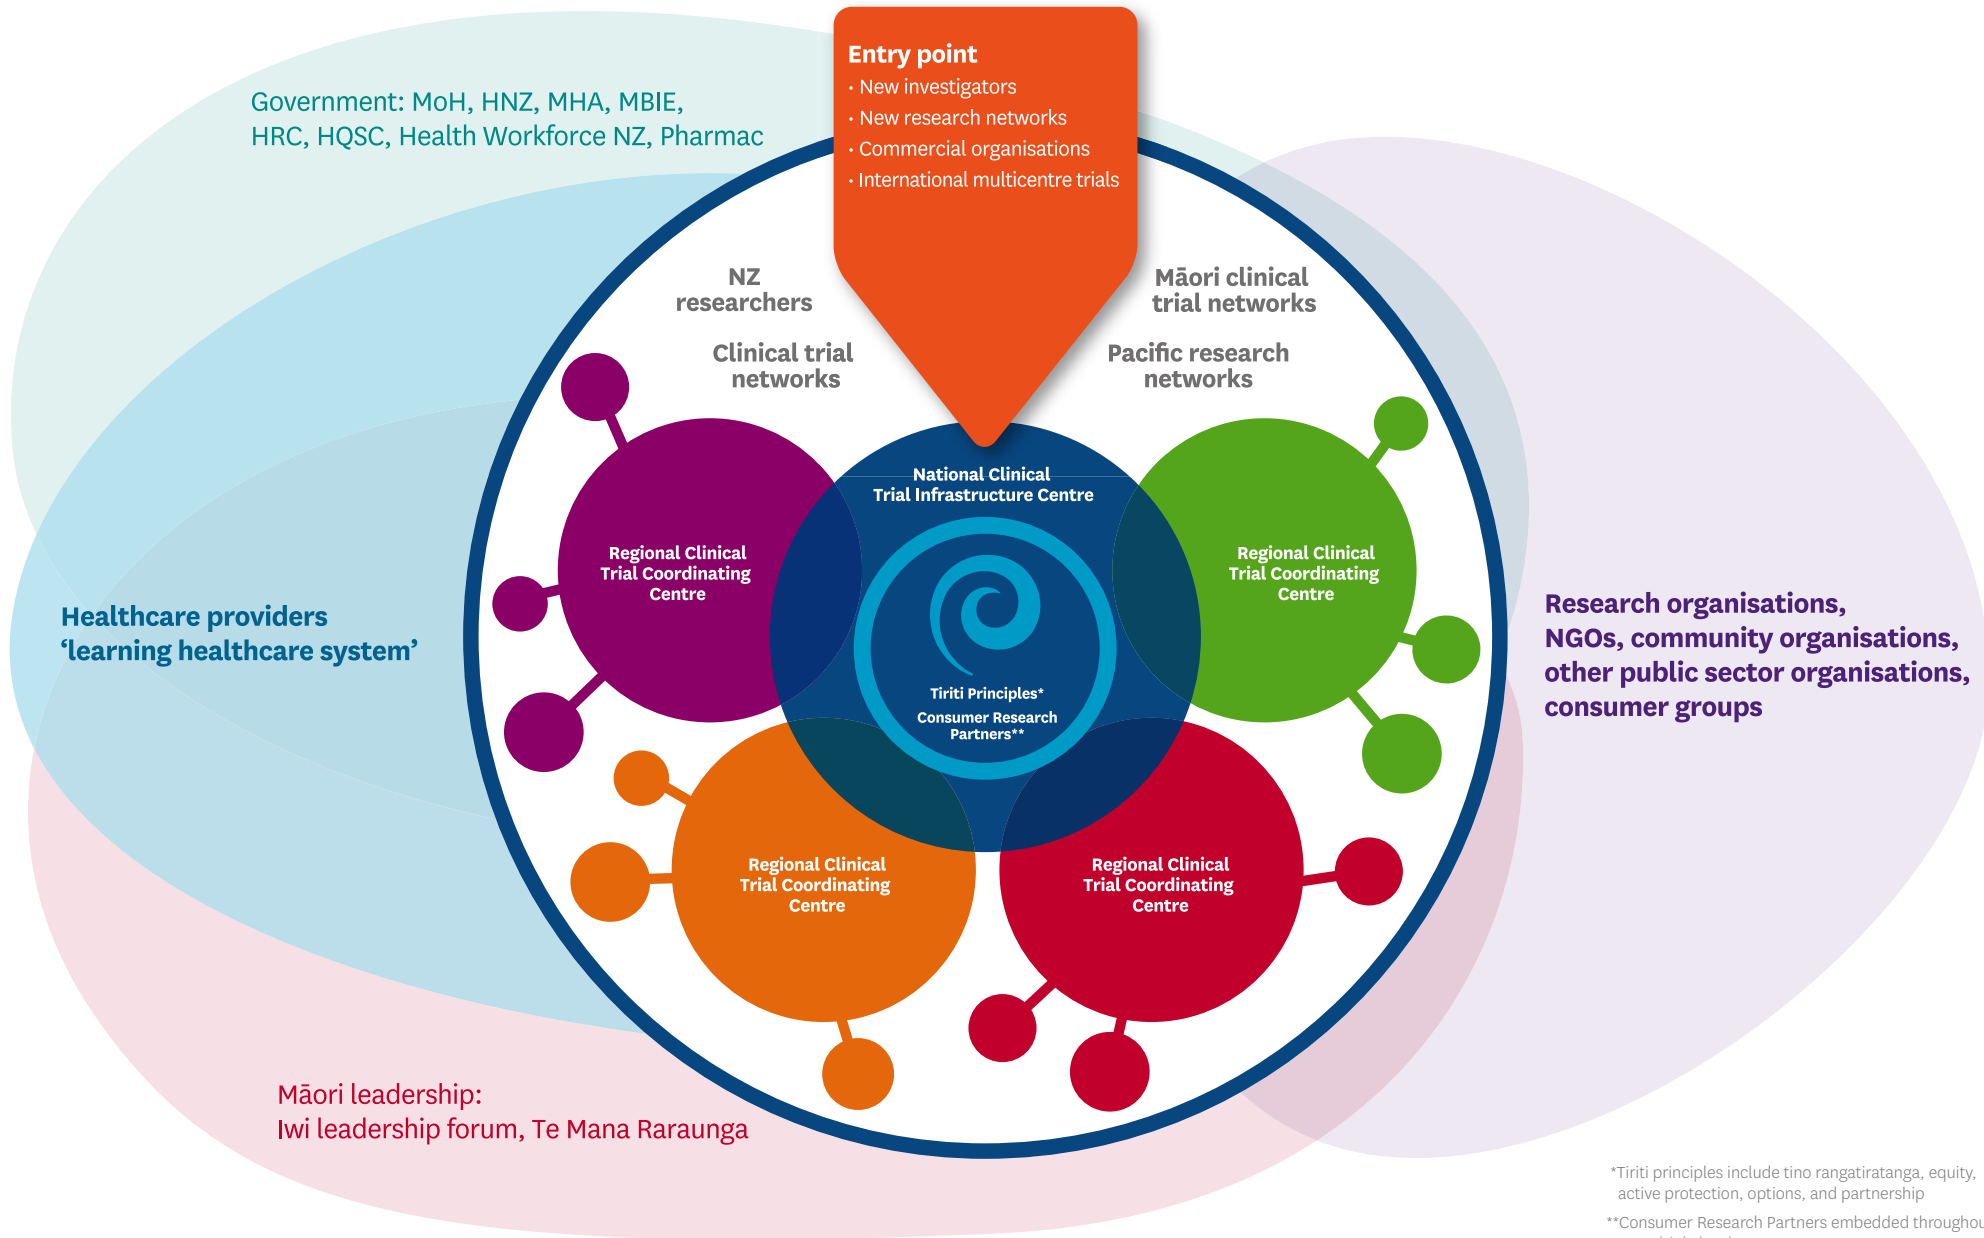 Entry point
• New investigators
• New research networks
• Commercial organisations
• International multicentre trials
Government: MoH, HNZ, MHA, MBIE,
HRC, HQSC, Health Workforce NZ, Pharmac
NZ
researchers
Clinical trial
networks
Māori clinical
trial networks
Pacific research
networks
National Clinical
Trial Infrastructure Centre
Regional Clinical
Trial Coordinating
Centre
Regional Clinical
Trial Coordinating
Centre
Healthcare providers
‘learning healthcare system’
Research organisations,
NGOs, community organisations,
other public sector organisations,
consumer groups
Tiriti Principles*
Consumer Research
Partners**
Regional Clinical
Trial Coordinating
Centre
Regional Clinical
Trial Coordinating
Centre
Māori leadership:
Iwi leadership forum, Te Mana Raraunga
*Tiriti principles include tino rangatiratanga, equity,
active protection, options, and partnership
**Consumer Research Partners embedded